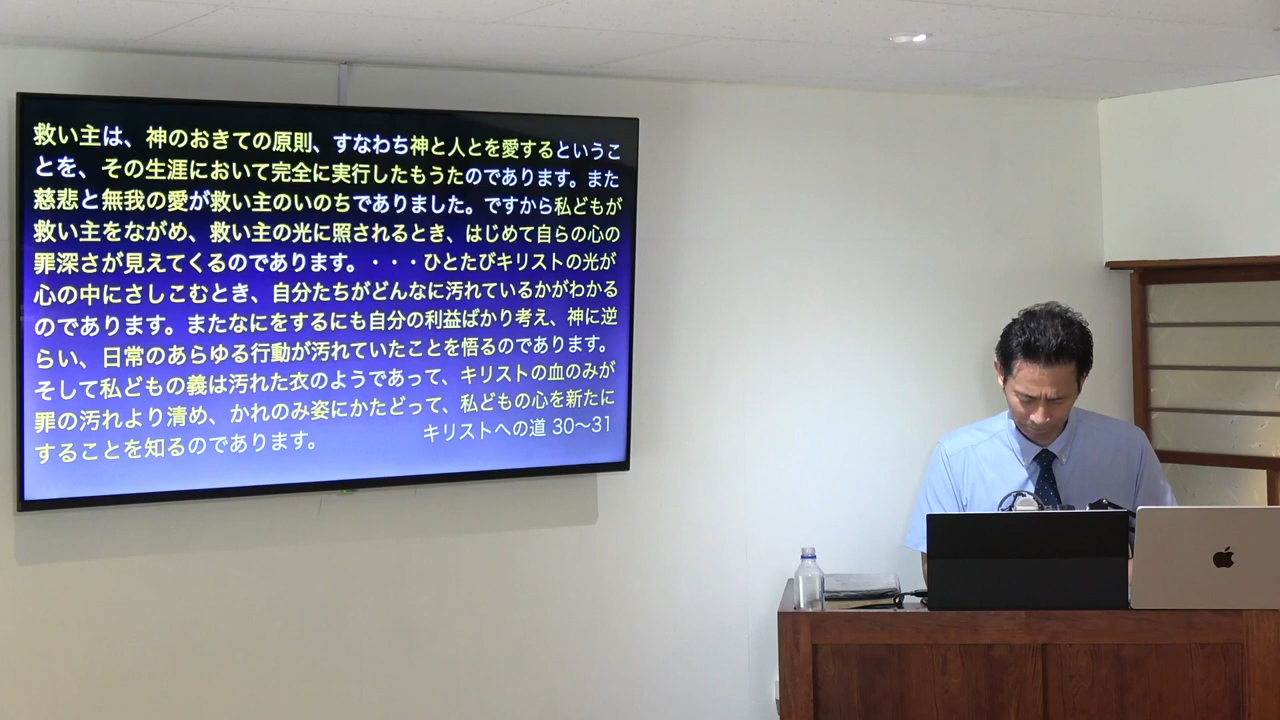 救い主は、神のおきての原則、すなわち神と人とを愛するというこ
とを、その生涯において完全に実行したもうたのであります。また
慈悲と無我の愛が救い主のいのちでありました。ですから私どもが
救い主をながめ、救い主の光に照されるとき、はじめて自らの心の
罪深さが見えてくるのであります。・・・ひとたびキリストの光が
心の中にさしこむとき、自分たちがどんなに汚れているかがわかる
のであります。またなにをするにも自分の利益ばかり考え、神に逆
らい、日常のあらゆる行動が汚れていたことを悟るのであります。
そして私どもの義は汚れた衣のようであって、キリストの血のみが
罪の汚れより清め、かれのみ姿にかたどって、私どもの心を新たに
することを知るのであります。
キリストへの道 30〜31